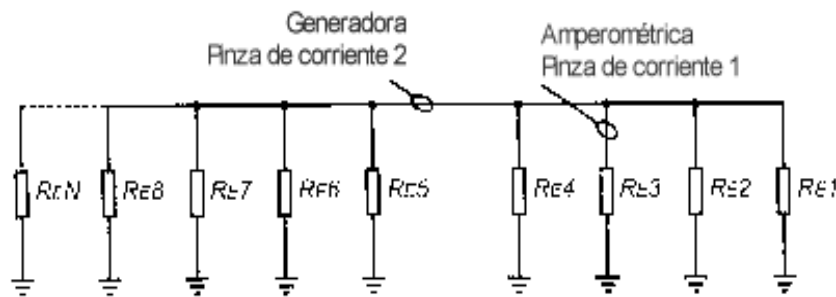 Generadora
Pinza de corriente 2
Amperométrica
Pinza de corriente 1
REN
RE8
RE7
RE6
RE5
RE4
RE3
RE2
RE1